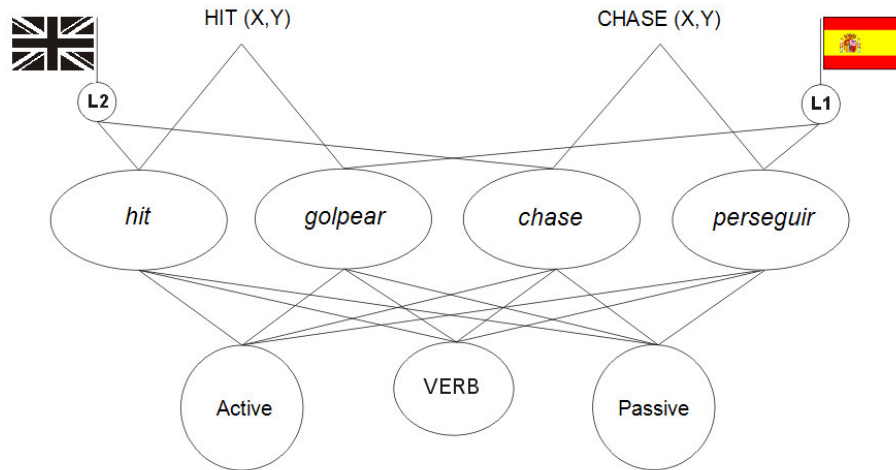 HIT (X,Y)
CHASE (X,Y)
L2
L1
hit
golpear
chase
perseguir
Active
VERB
Passive